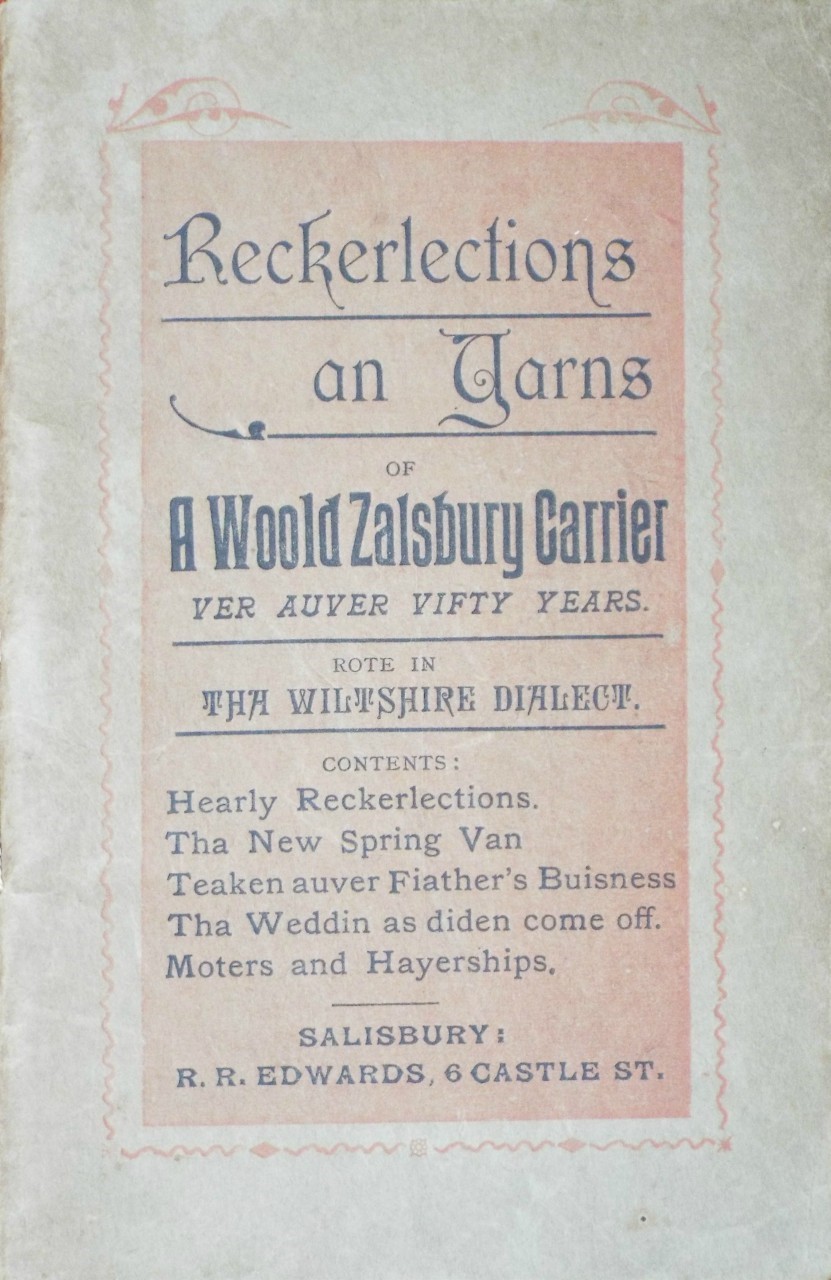 Reckerlections
an Yarns
OF
A Woold Zalsbury Carrier
VER AUVER VIFTY YEARS.
ROTE IN
THA WILTSHIRE DIALECT.
CONTENTS:
Hearly Reckerlections.
Tha New Spring Van
Teaken auver Fiather's Buisness
Tha Weddin as diden come off.
Moters and Hayerships.
SALISBURY:
R. R. EDWARDS, 6 CASTLE ST.